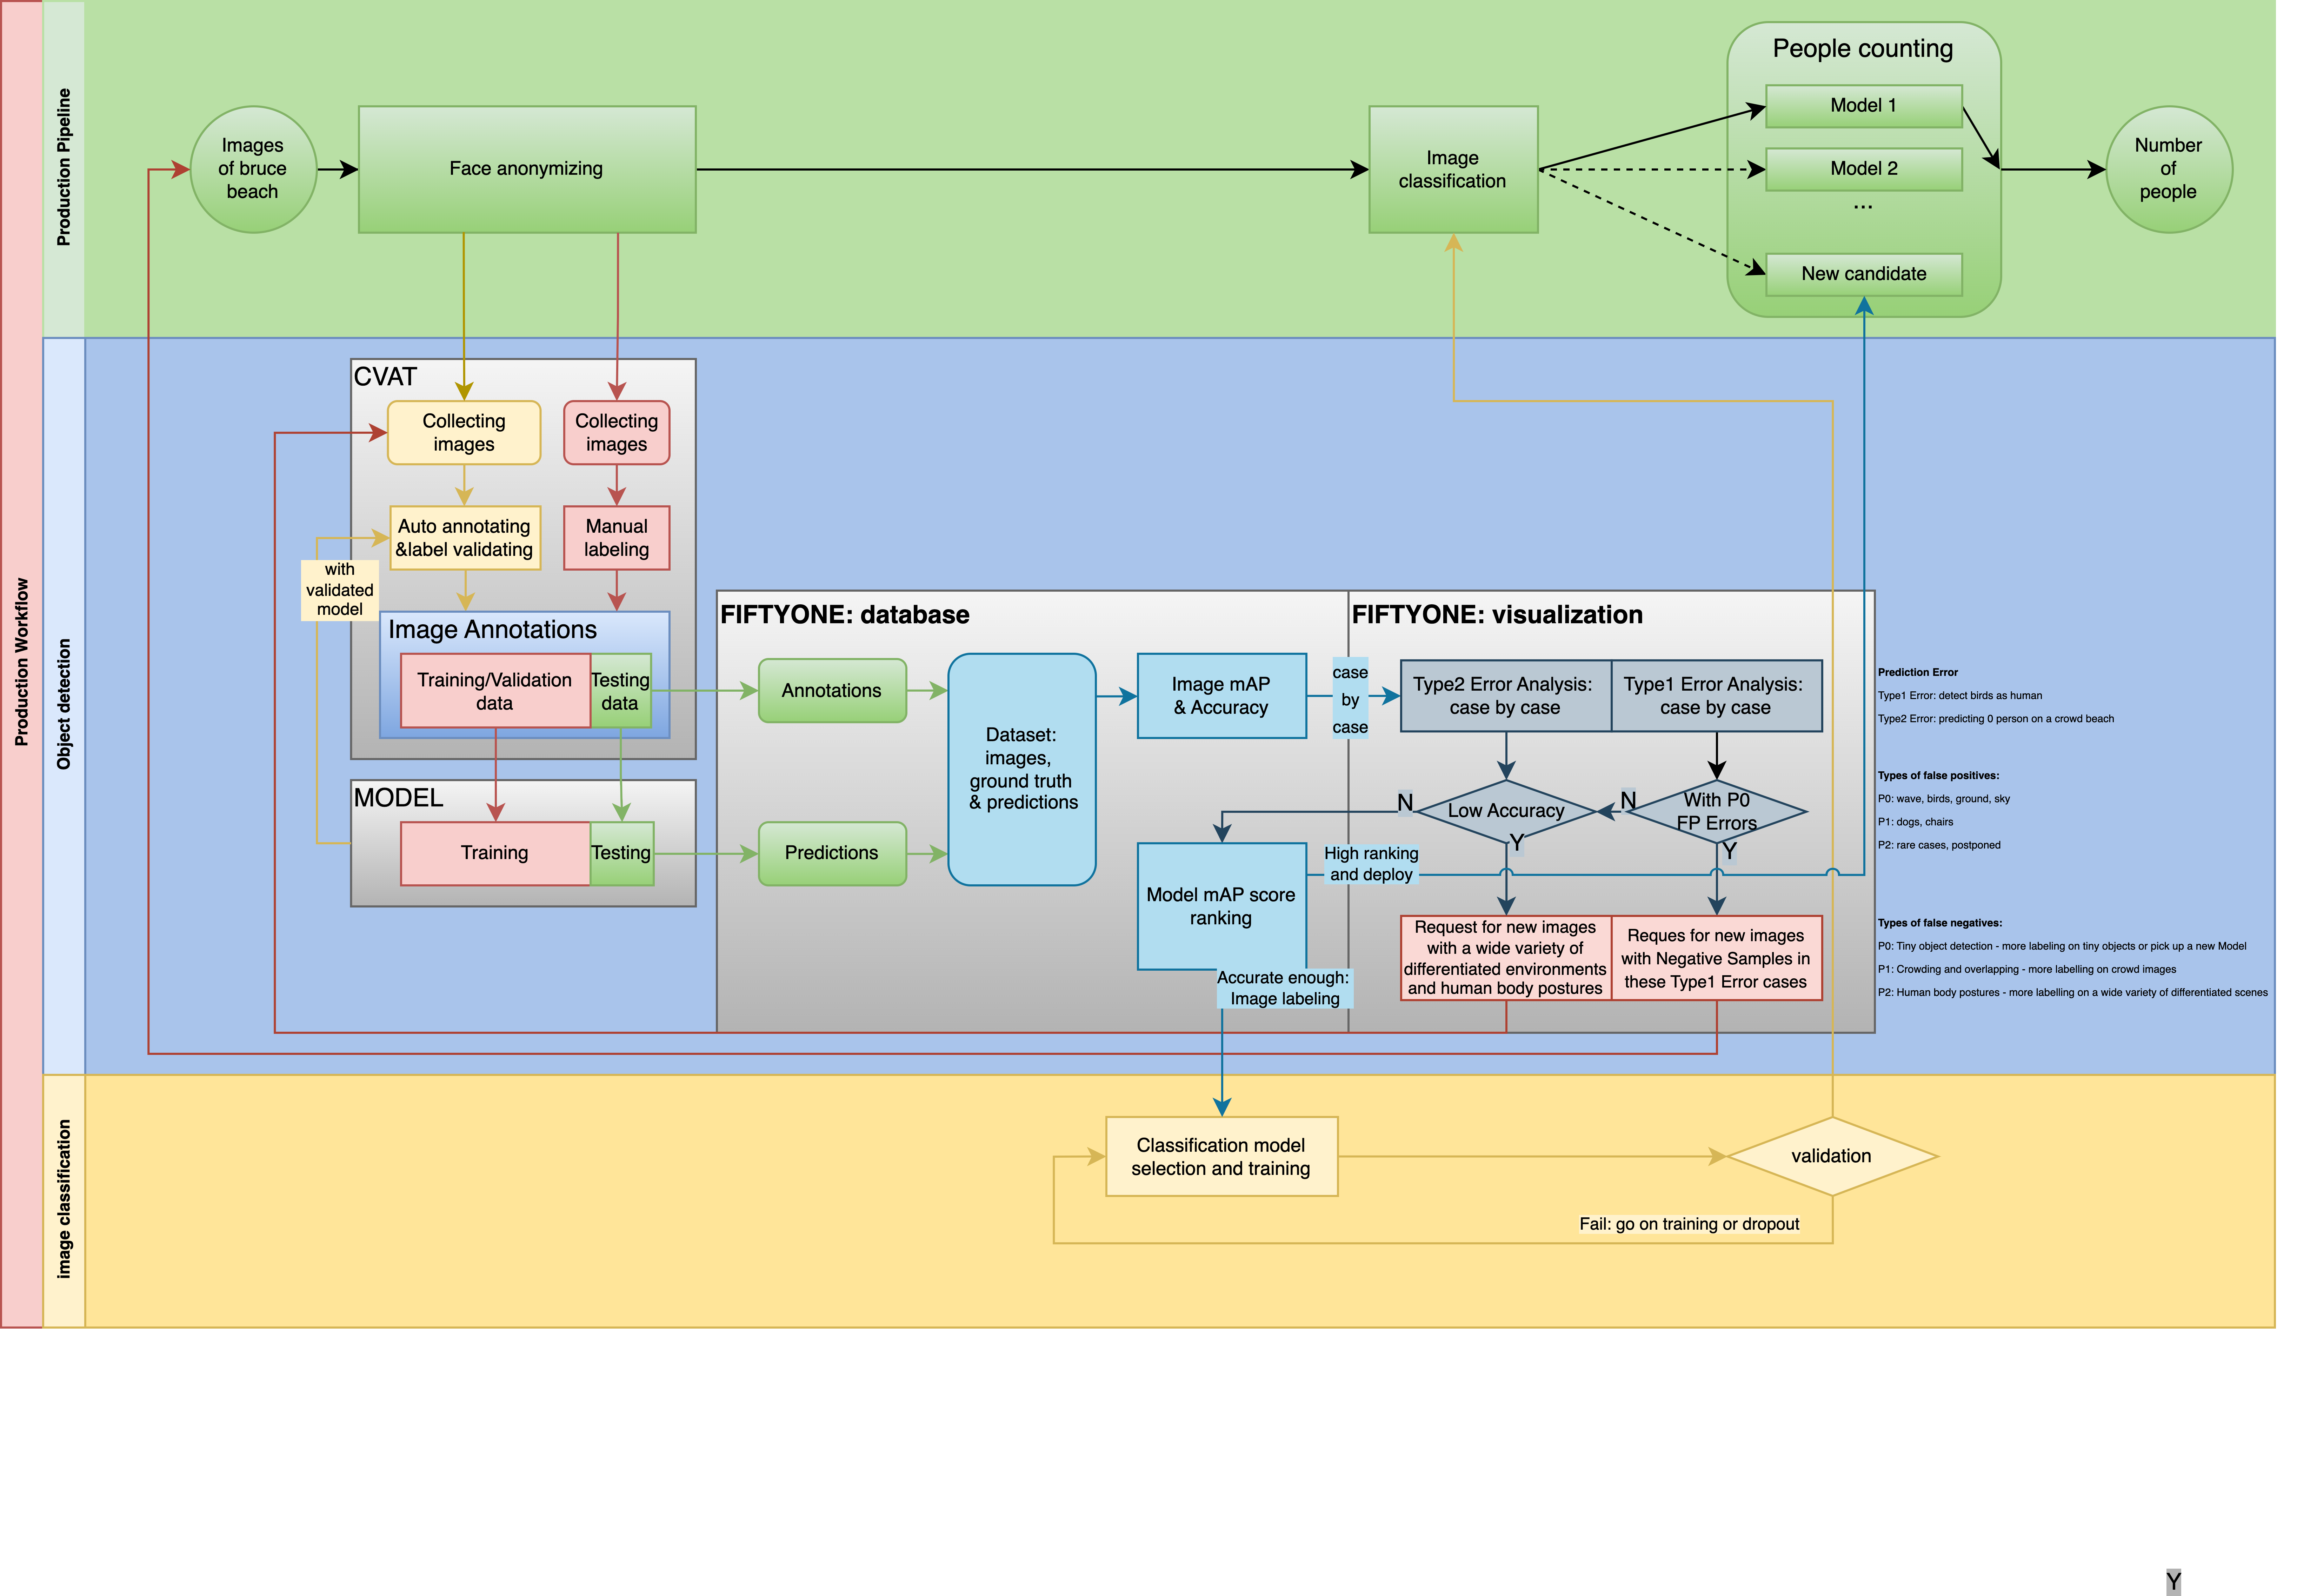 Production Workflow
Production Pipeline
Images
of bruce
beach
Face anonymizing
Image
classification
People counting
Model 1
Model 2
...
New candidate
Number
of
people
Object detection
CVAT
Collecting
images
Collecting
images
Auto annotating
&label validating
Manual
labeling
with
validated
model
Image Annotations
Training/Validation
data
Testing
data
MODEL
Training
Testing
FIFTYONE: database
Annotations
Predictions
Dataset:
images,
ground truth
& predictions
Image mAP
& Accuracy
case
by
case
Model mAP score
ranking
High ranking
and deploy
Accurate enough:
Image labeling
FIFTYONE: visualization
Type2 Error Analysis:
case by case
Type1 Error Analysis:
case by case
N
Low Accuracy
Y
N
With P0
FP Errors
Y
Request for new images
with a wide variety of
differentiated environments
and human body postures
Reques for new images
with Negative Samples in
these Type1 Error cases
Prediction Error
Type1 Error: detect birds as human
Type2 Error: predicting 0 person on a crowd beach
Types of false positives:
P0: wave, birds, ground, sky
P1: dogs, chairs
P2: rare cases, postponed
Types of false negatives:
P0: Tiny object detection - more labeling on tiny objects or pick up a new Model
P1: Crowding and overlapping - more labelling on crowd images
P2: Human body postures - more labelling on a wide variety of differentiated scenes
image classification
Classification model
selection and training
validation
Fail: go on training or dropout
Y